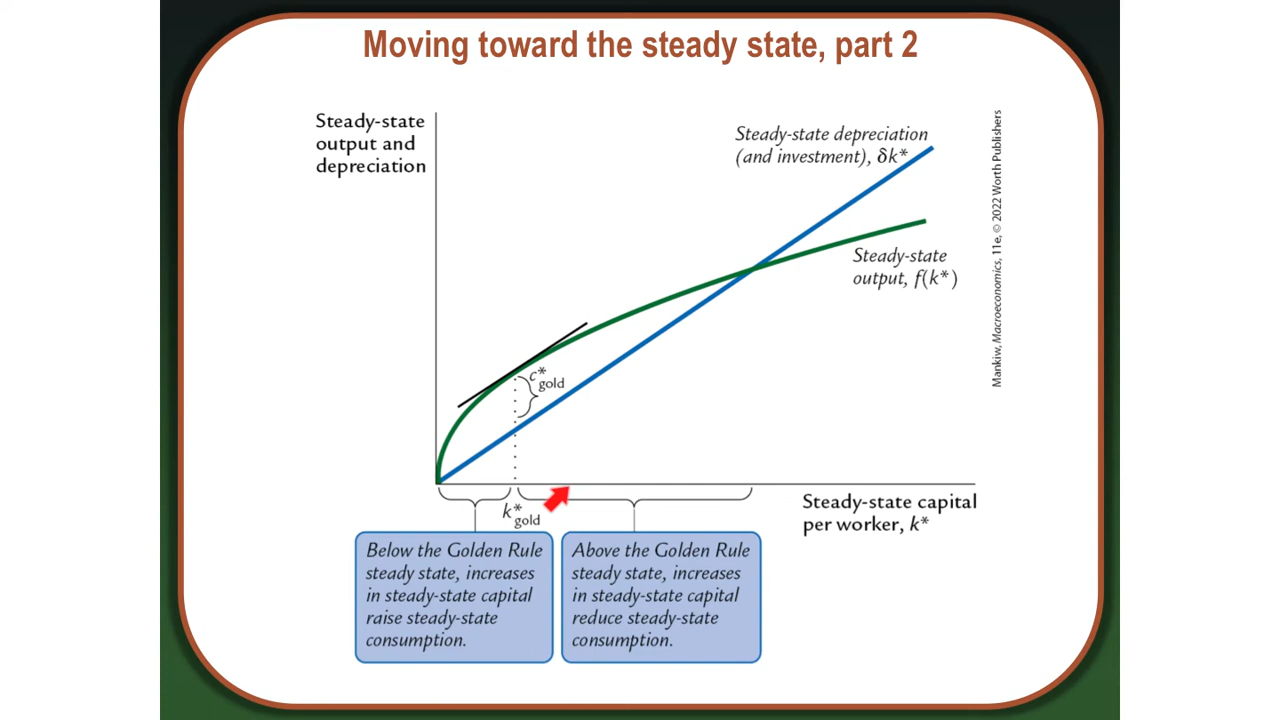 Moving toward the steady state, part 2
Steady-state
output and
depreciation
Steady-state depreciation
(and investment), δk*
Steady-state
output, f(k*)
c*
gold
k*
gold
Steady-state capital
per worker, k*
Below the Golden Rule
steady state, increases
in steady-state capital
raise steady-state
consumption.
Above the Golden Rule
steady state, increases
in steady-state capital
reduce steady-state
consumption.
Mankiw, Macroeconomics, 11e, © 2022 Worth Publishers